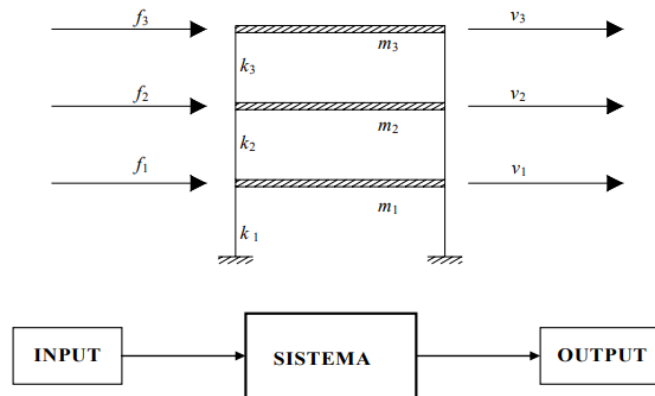 f3 v3
m3
k3
f2 v2
m2
k2
f1 v1
m1
k1
INPUT SISTEMA OUTPUT